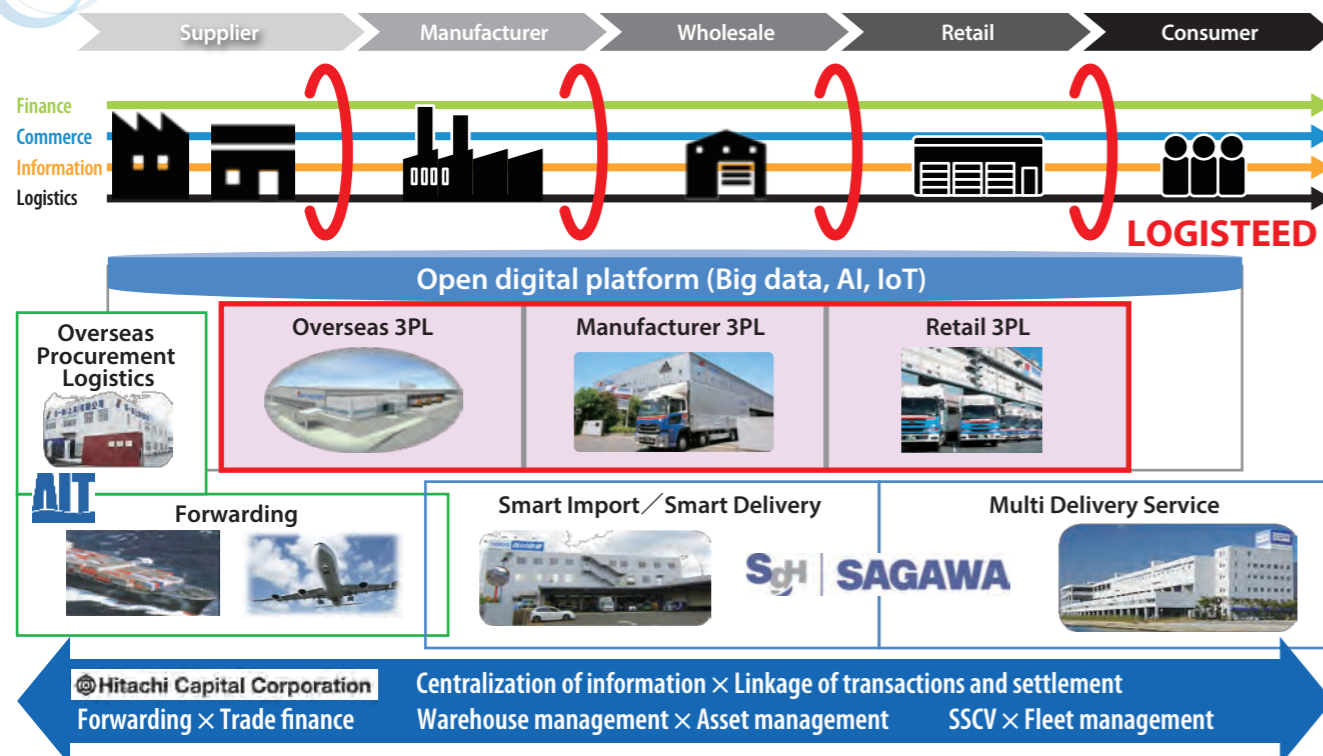 Supplier
Manufacturer
Wholesale
Retail
Consumer
Finance
Commerce
Information
Logistics
LOGISTEED
Open digital platform (Big data, AI, IoT)
Overseas
Procurement
Logistics
Overseas 3PL
Manufacturer 3PL
Retail 3PL
AIT
Forwarding
Smart Import／Smart Delivery
SGH SAGAWA
Multi Delivery Service
Hitachi Capital Corporation
Centralization of information × Linkage of transactions and settlement
Forwarding × Trade finance
Warehouse management × Asset management
SSCV × Fleet management